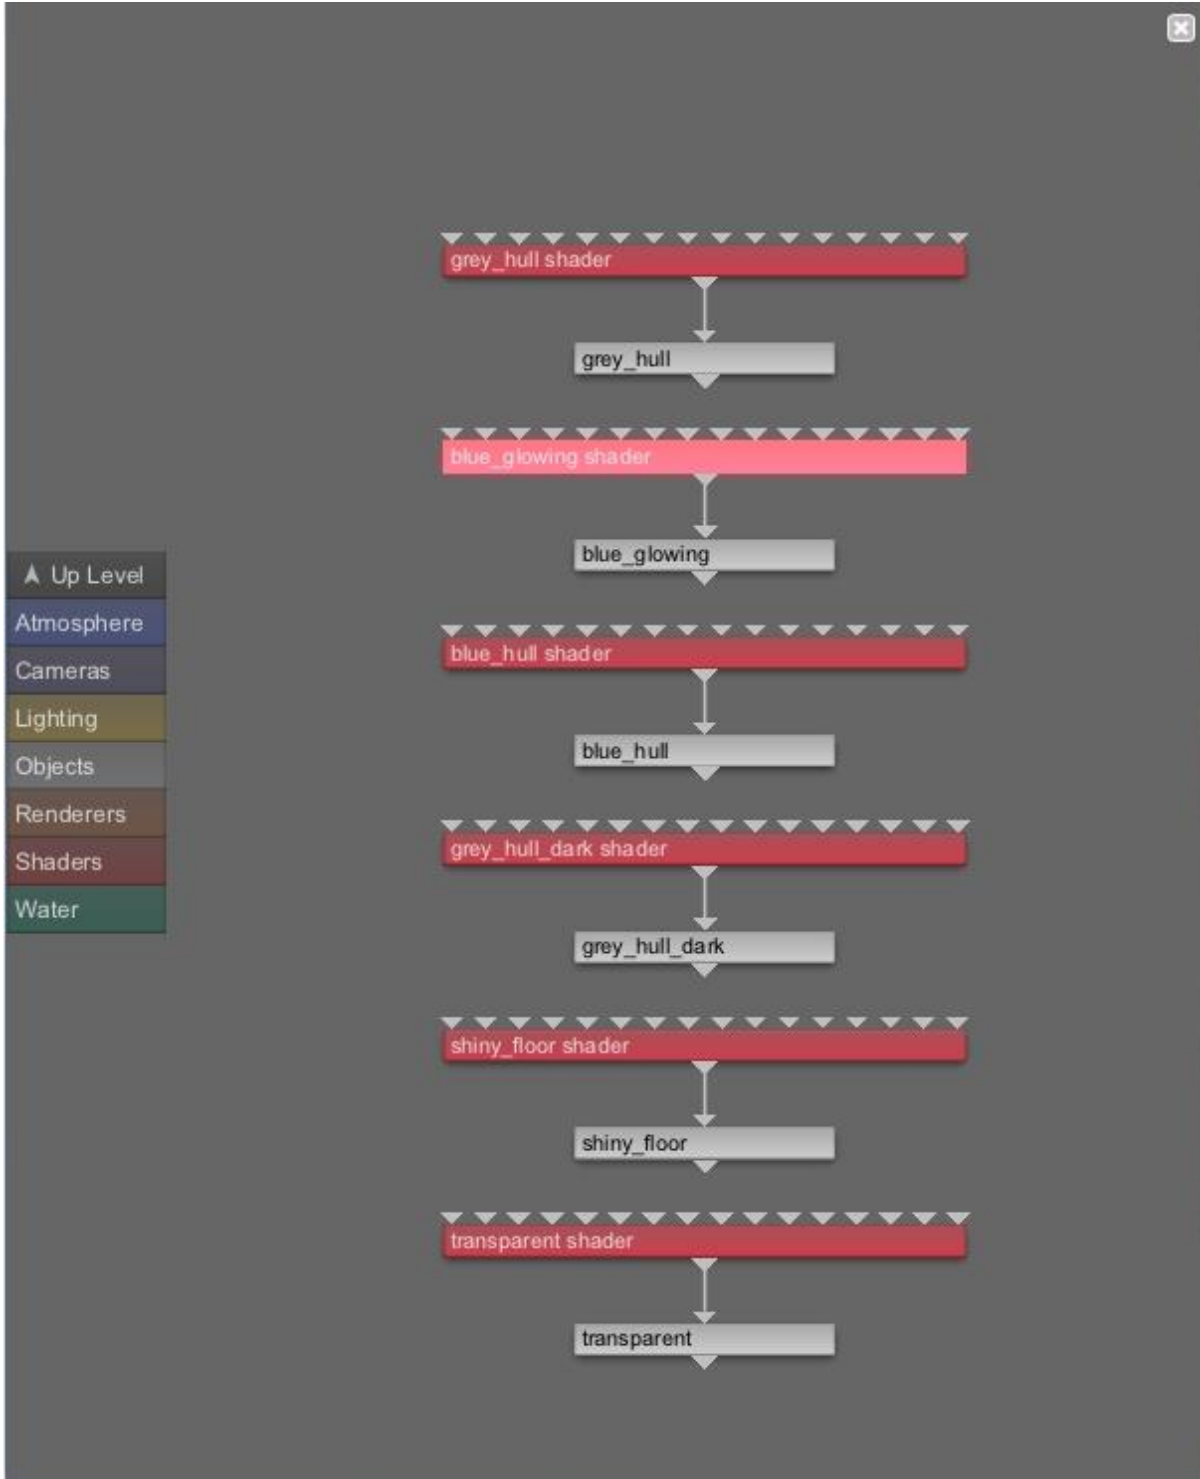 grey_hull shader
grey_hull
blue_glowing shader
blue_glowing
Up Level
Atmosphere
Cameras
Lighting
Objects
Renderers
Shaders
Water
blue_hull shader
blue_hull
grey_hull_dark shader
grey_hull_dark
shiny_floor shader
shiny_floor
transparent shader
transparent